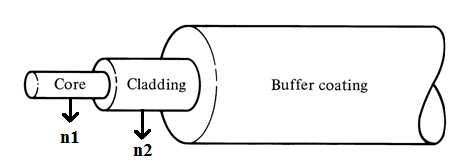 Core
Cladding
Buffer coating
n1
n2